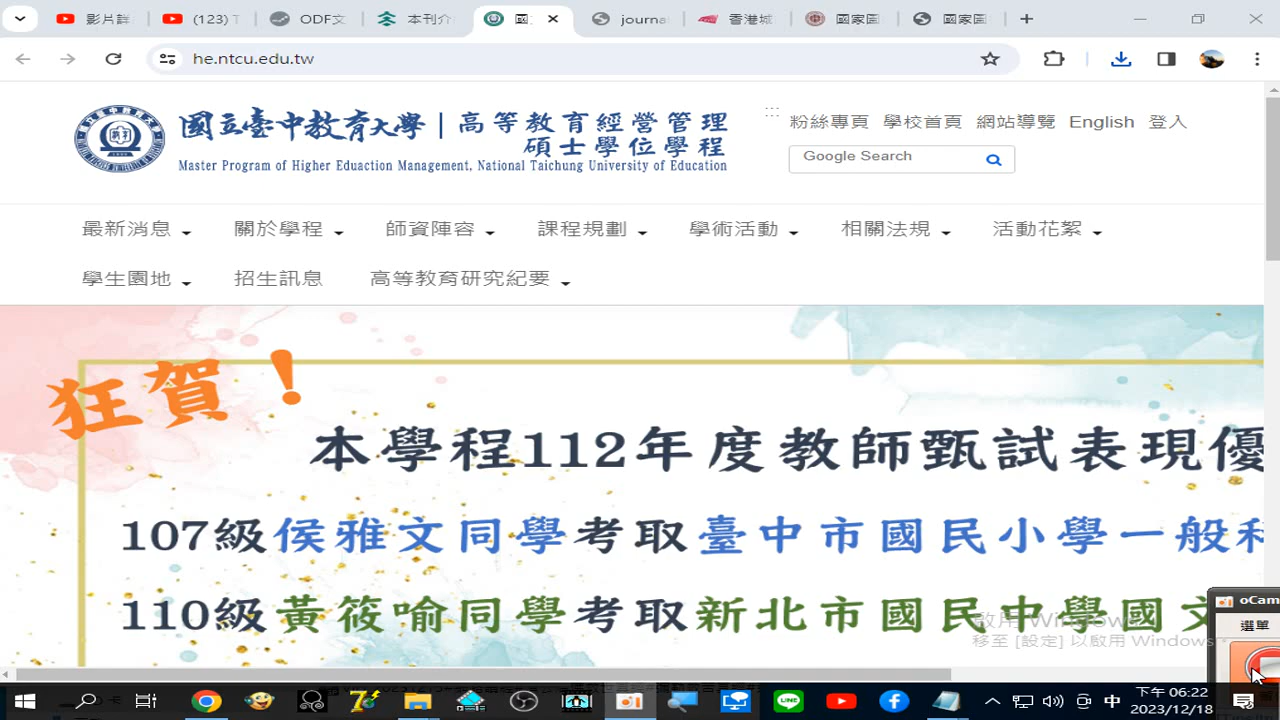 影片詳
(123) T
ODF文
本刊介
國
journa
香港城
國家圖
國家圖
he.ntcu.edu.tw
國立臺中教育大學 | 高等教育經營管理
碩士學位學程
Master Program of Higher Eduaction Management, National Taichung University of Education
:::
粉絲專頁 學校首頁 網站導覽 English 登入
Google Search
最新消息 關於學程 師資陣容 課程規劃 學術活動 相關法規 活動花絮
學生園地 招生訊息 高等教育研究紀要
狂賀！
本學程112年度教師甄試表現優
107級侯雅文同學考取臺中市國民小學一般科
110級黃筱喻同學考取新北市國民中學國文
啟用 Windows
移至 [設定] 以啟用 Windows。
oCam
選單
中
下午 06:22
2023/12/18